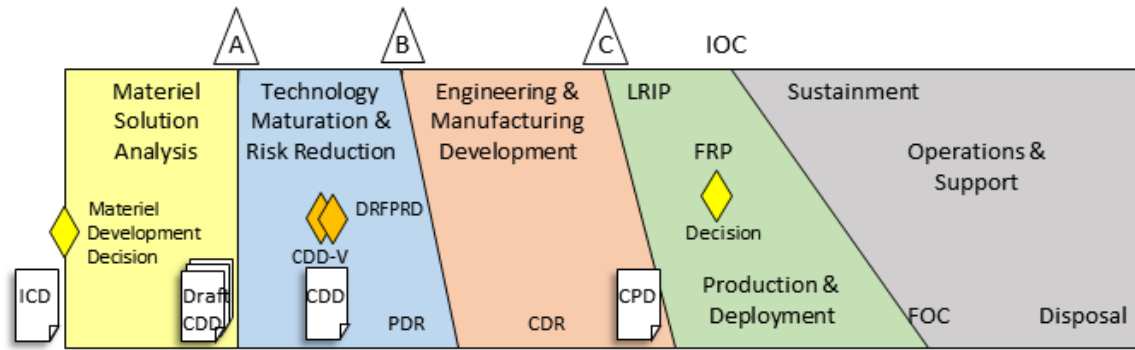 A
B
C
IOC
Materiel
Solution
Analysis
Technology
Maturation &
Risk Reduction
Engineering &
Manufacturing
Development
LRIP
Sustainment
FRP
Operations &
Support
Materiel
Development
Decision
DRFPRD
CDD-V
Decision
ICD
Draft
CDD
CDD
PDR
CDR
CPD
Production &
Deployment
FOC
Disposal